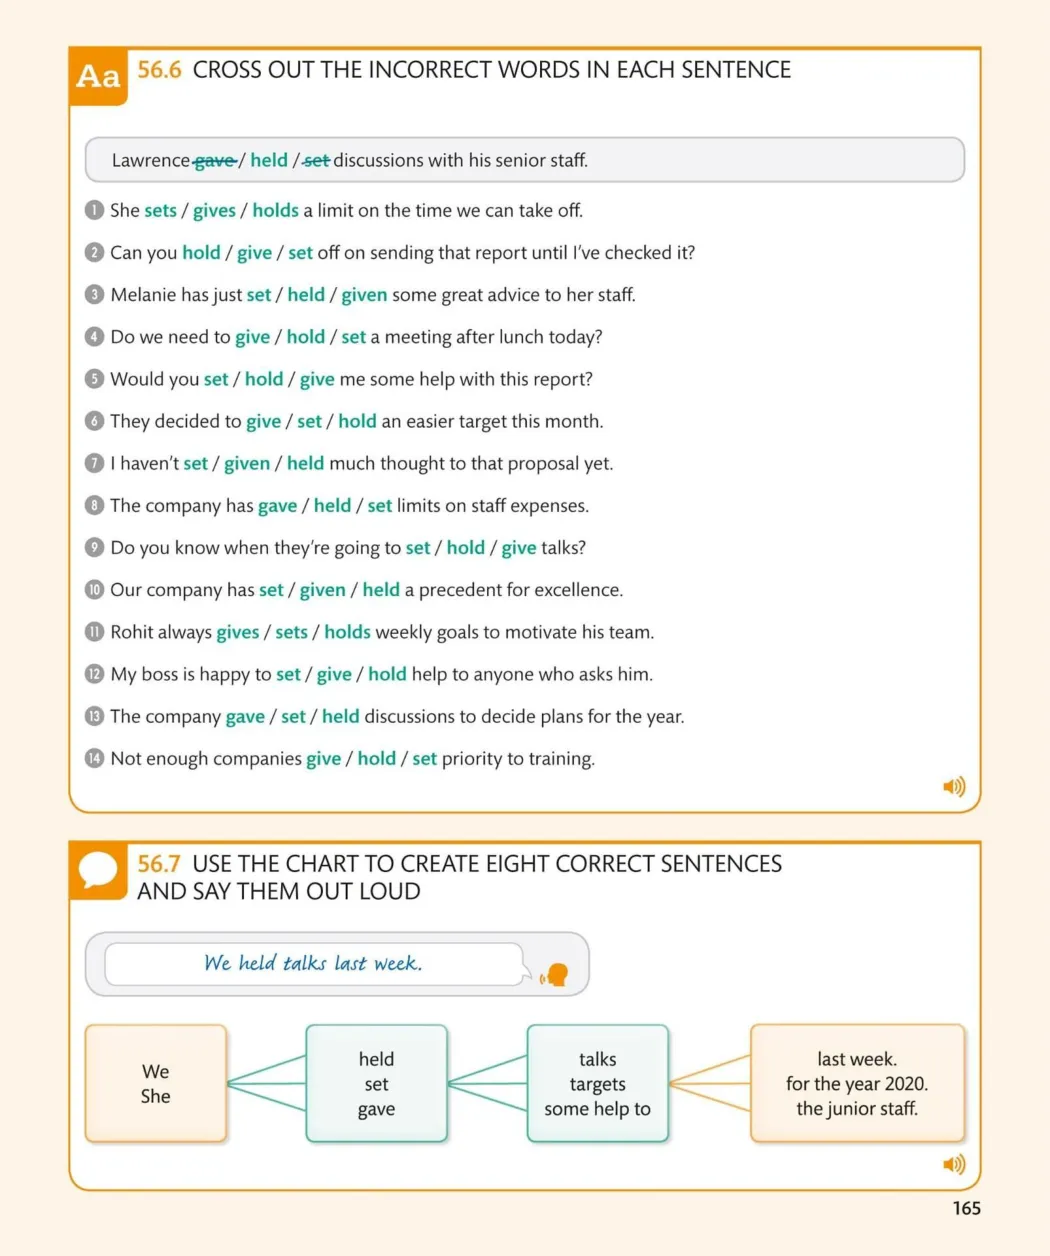 Aa
56.6 CROSS OUT THE INCORRECT WORDS IN EACH SENTENCE
Lawrence gave / held / set discussions with his senior staff.
1 She sets / gives / holds a limit on the time we can take off.
2 Can you hold / give / set off on sending that report until I've checked it?
3 Melanie has just set / held / given some great advice to her staff.
4 Do we need to give / hold / set a meeting after lunch today?
5 Would you set / hold / give me some help with this report?
6 They decided to give / set / hold an easier target this month.
7 I haven't set / given / held much thought to that proposal yet.
8 The company has gave / held / set limits on staff expenses.
9 Do you know when they're going to set / hold / give talks?
10 Our company has set / given / held a precedent for excellence.
11 Rohit always gives / sets / holds weekly goals to motivate his team.
12 My boss is happy to set / give / hold help to anyone who asks him.
13 The company gave / set / held discussions to decide plans for the year.
14 Not enough companies give / hold / set priority to training.
56.7 USE THE CHART TO CREATE EIGHT CORRECT SENTENCES
AND SAY THEM OUT LOUD
We held talks last week.
We
She
held
set
gave
talks
targets
some help to
last week.
for the year 2020.
the junior staff.
165